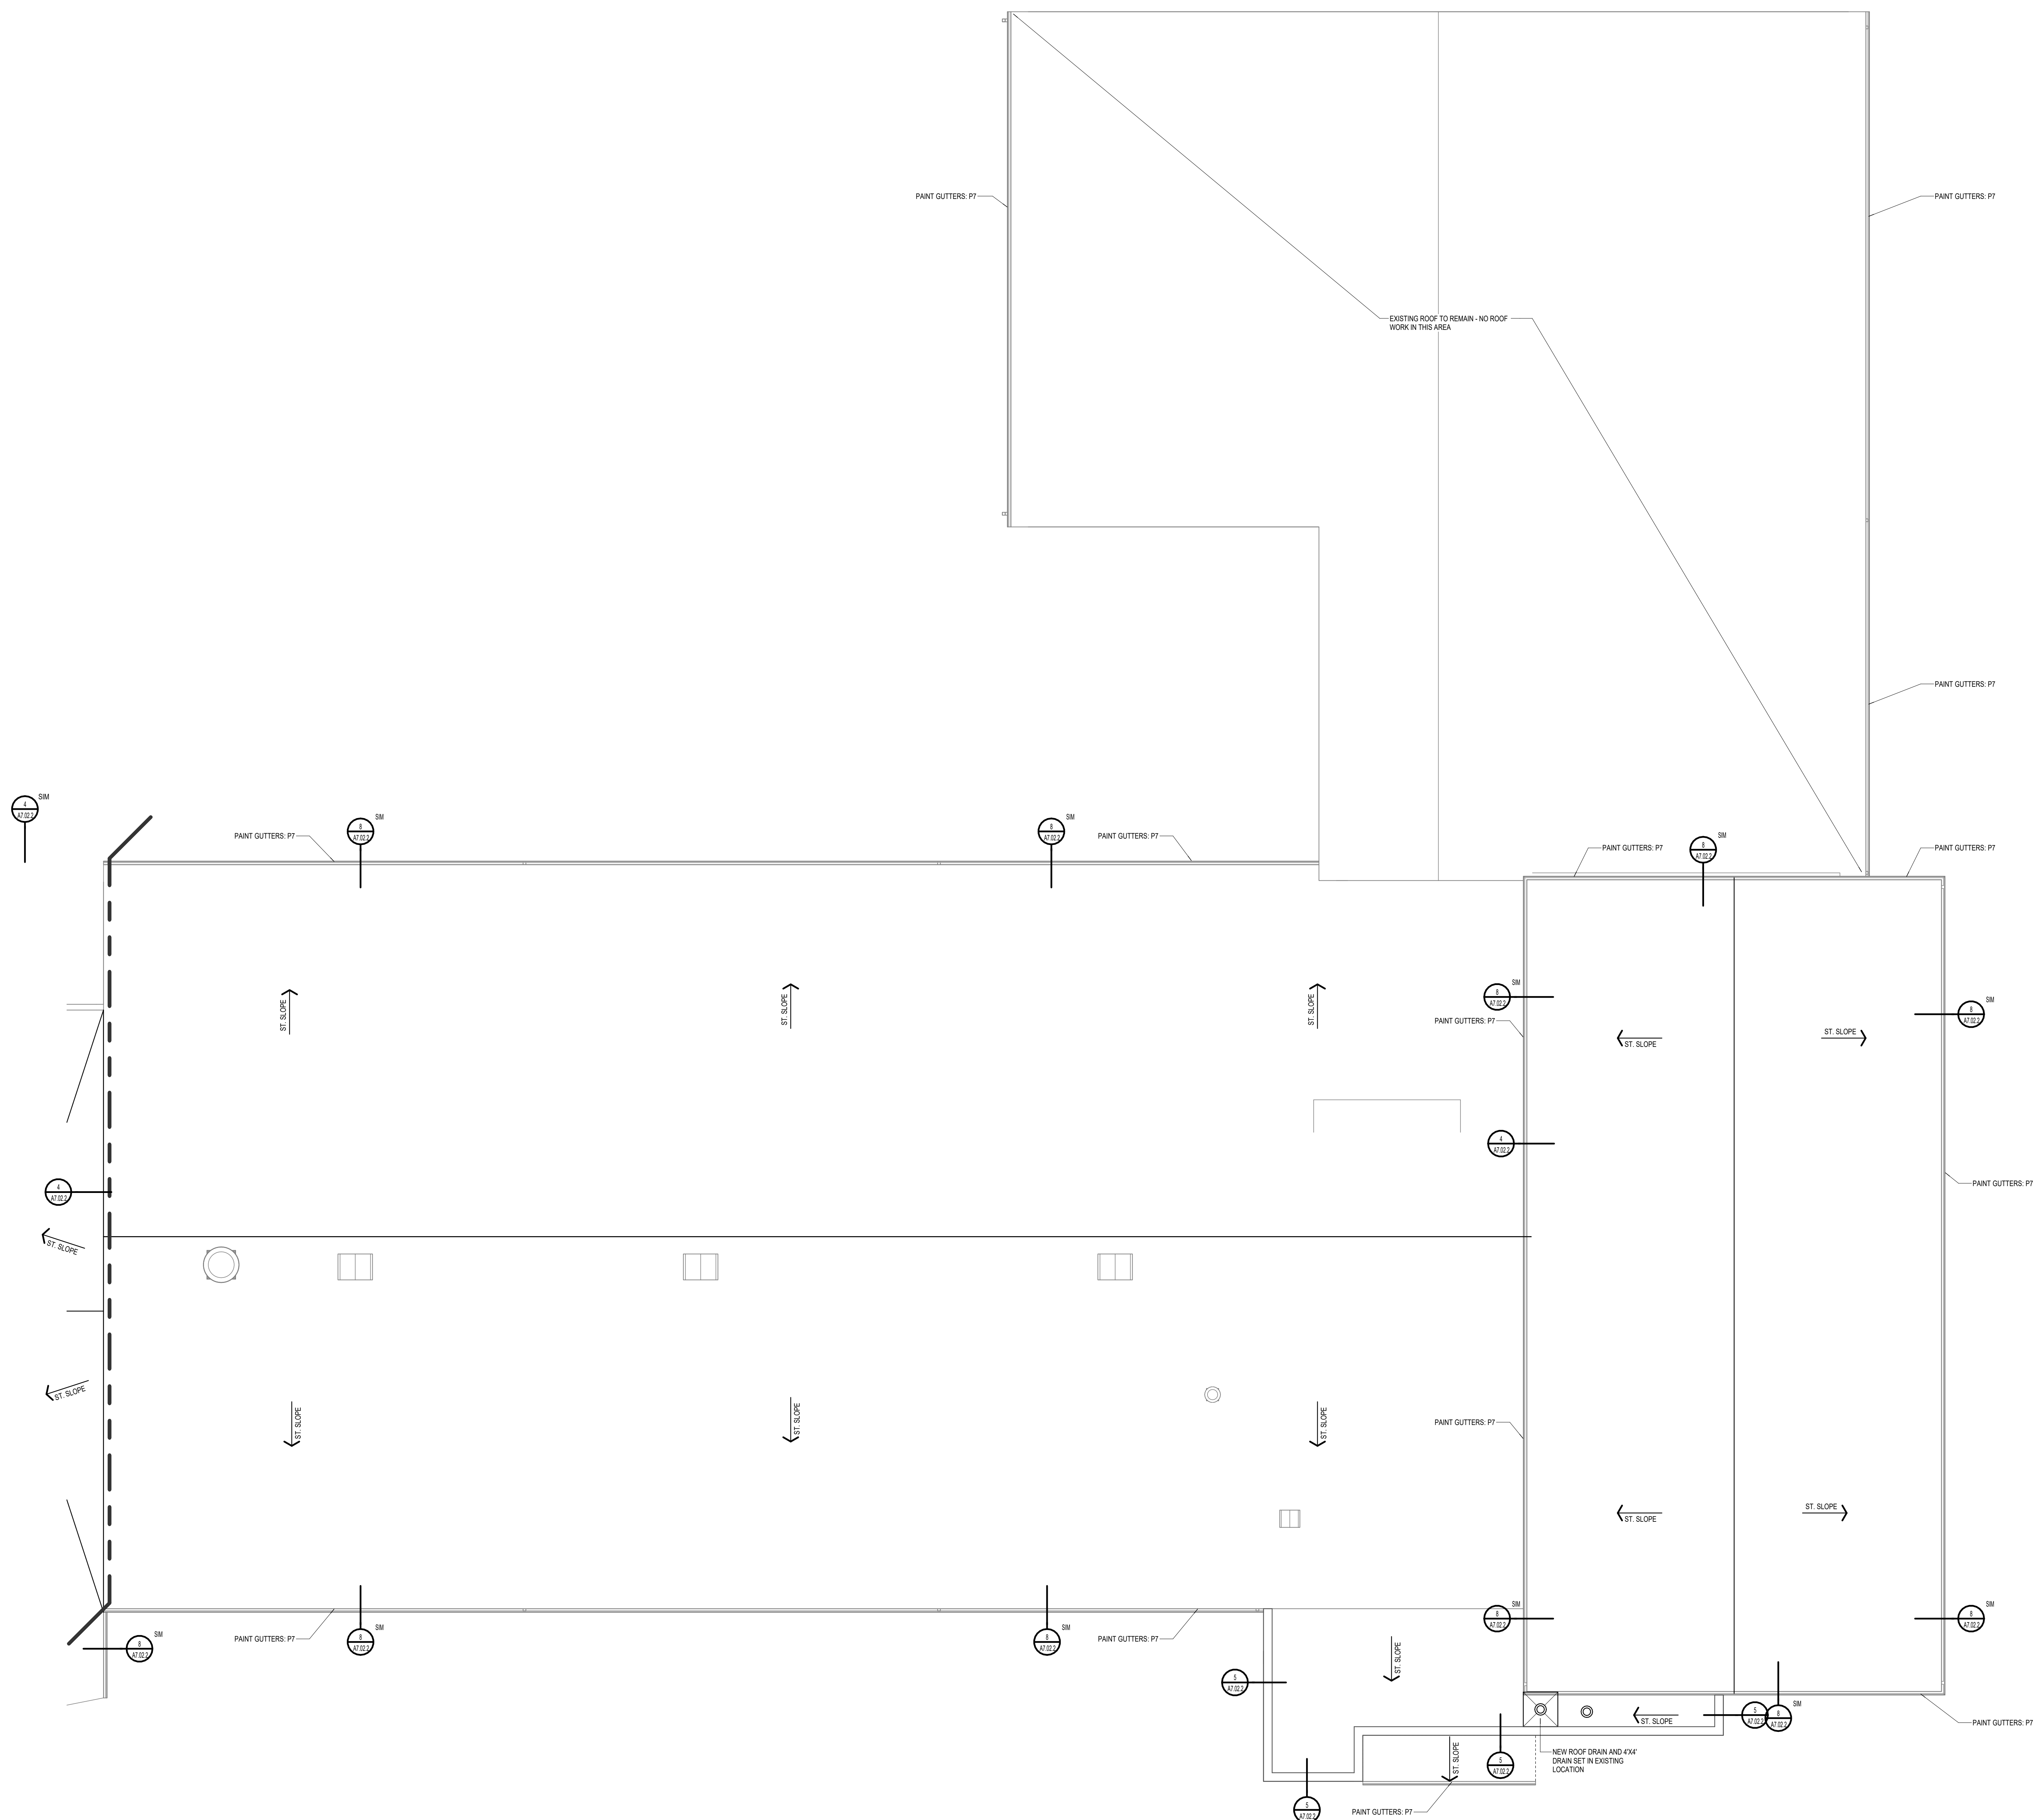 PAINT GUTTERS: P7
PAINT GUTTERS: P7
EXISTING ROOF TO REMAIN - NO ROOF
WORK IN THIS AREA
PAINT GUTTERS: P7
4
A7.02.2
SIM
PAINT GUTTERS: P7
8
A7.02.2
SIM
8
A7.02.2
SIM
PAINT GUTTERS: P7
PAINT GUTTERS: P7
8
A7.02.2
SIM
PAINT GUTTERS: P7
ST. SLOPE
ST. SLOPE
ST. SLOPE
8
A7.02.2
SIM
PAINT GUTTERS: P7
ST. SLOPE
ST. SLOPE
8
A7.02.2
SIM
4
A7.02.2
4
A7.02.2
PAINT GUTTERS: P7
ST. SLOPE
ST. SLOPE
ST. SLOPE
ST. SLOPE
ST. SLOPE
PAINT GUTTERS: P7
ST. SLOPE
ST. SLOPE
8
A7.02.2
SIM
PAINT GUTTERS: P7
8
A7.02.2
SIM
8
A7.02.2
SIM
PAINT GUTTERS: P7
8
A7.02.2
SIM
8
A7.02.2
SIM
ST. SLOPE
5
A7.02.2
ST. SLOPE
5
A7.02.2
8
A7.02.2
SIM
PAINT GUTTERS: P7
ST. SLOPE
5
A7.02.2
NEW ROOF DRAIN AND 4'X4'
DRAIN SET IN EXISTING
LOCATION
5
A7.02.2
PAINT GUTTERS: P7